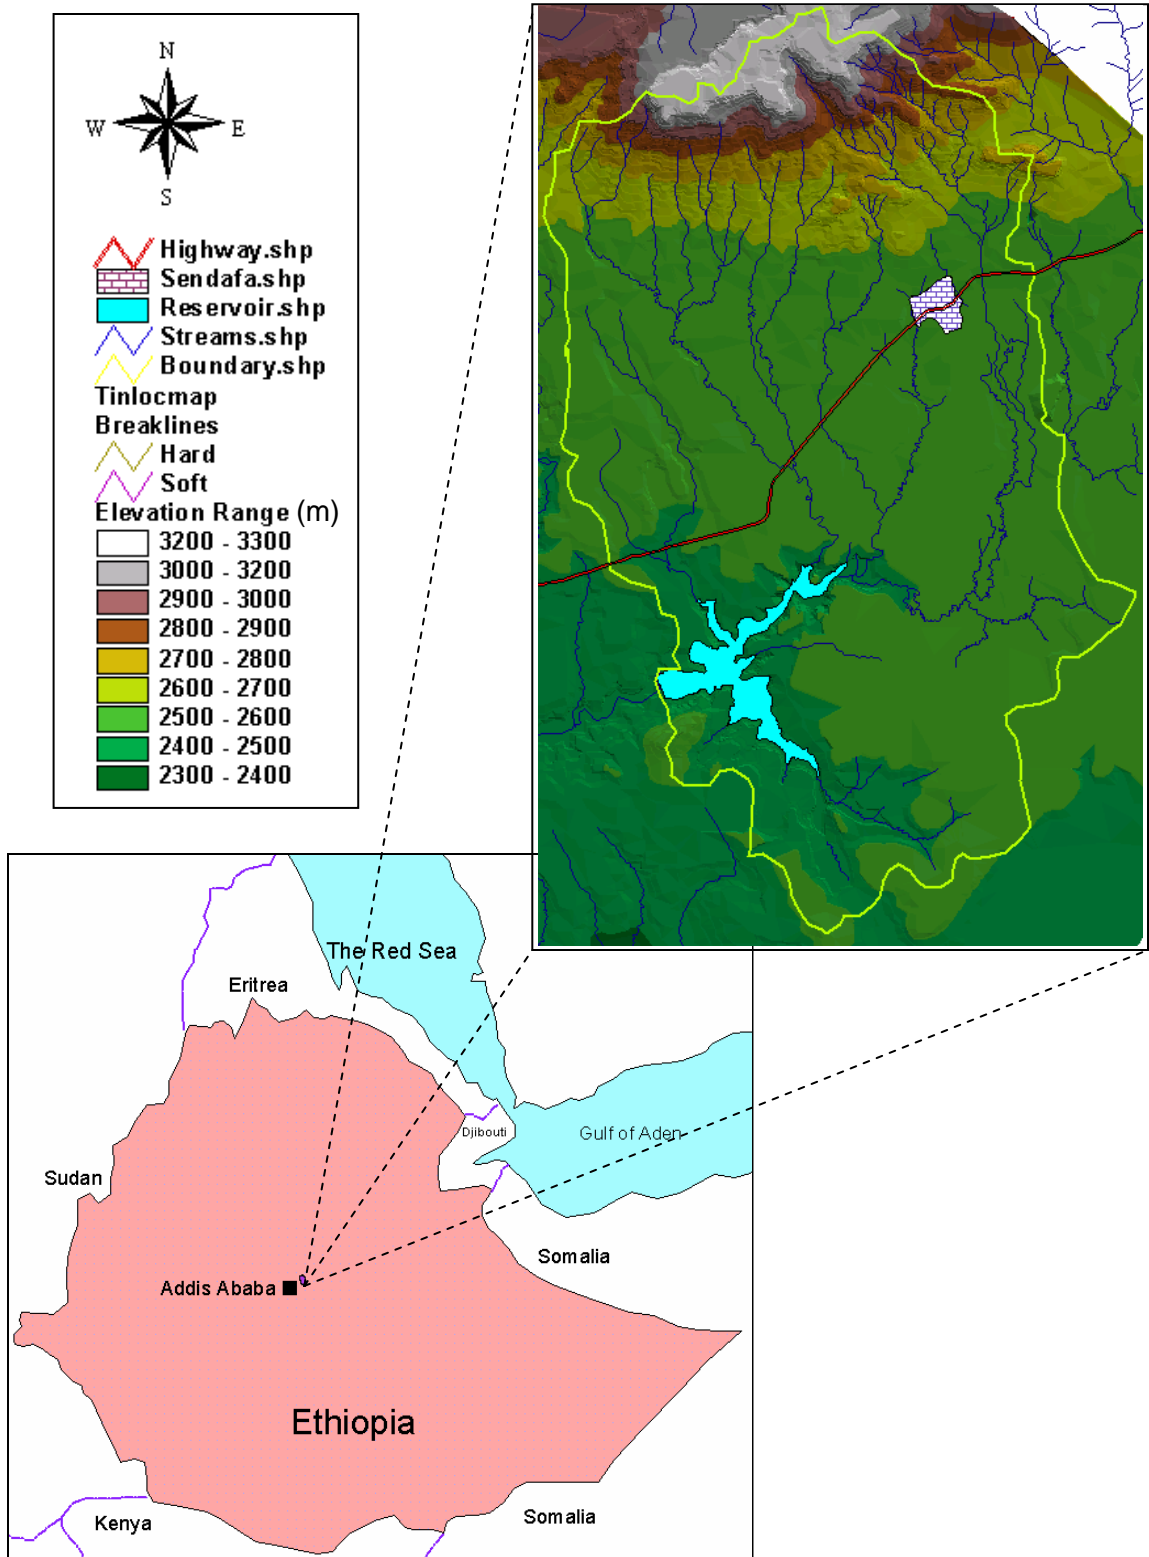 N
W
E
S
Highway.shp
Sendafa.shp
Reservoir.shp
Streams.shp
Boundary.shp
Tinlocmap
Breaklines
Hard
Soft
Elevation Range (m)
3200 - 3300
3000 - 3200
2900 - 3000
2800 - 2900
2700 - 2800
2600 - 2700
2500 - 2600
2400 - 2500
2300 - 2400
The Red Sea
Eritrea
Djibouti
Gulf of Aden
Sudan
Somalia
Addis Ababa
Ethiopia
Kenya
Somalia